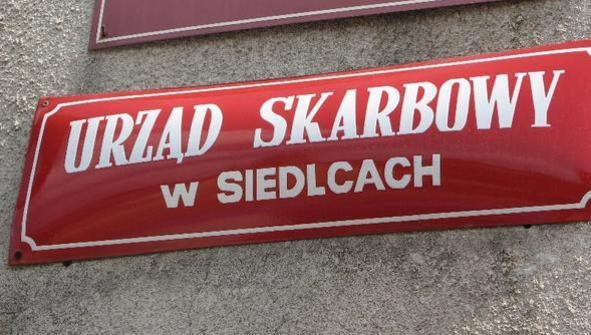 URZĄD SKARBOWY
W SIEDLCACH